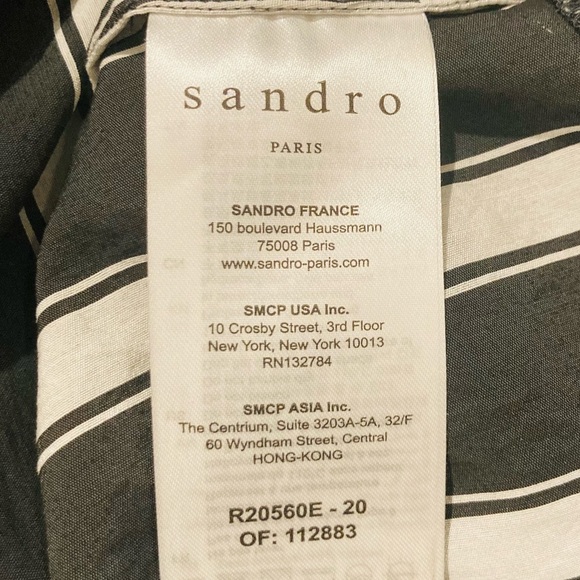 sandro
PARIS
SANDRO FRANCE
150 boulevard Haussmann
75008 Paris
www.sandro-paris.com
SMCP USA Inc.
10 Crosby Street, 3rd Floor
New York, New York 10013
RN132784
SMCP ASIA Inc.
The Centrium, Suite 3203A-5A, 32/F
60 Wyndham Street, Central
HONG-KONG
R20560E - 20
OF: 112883